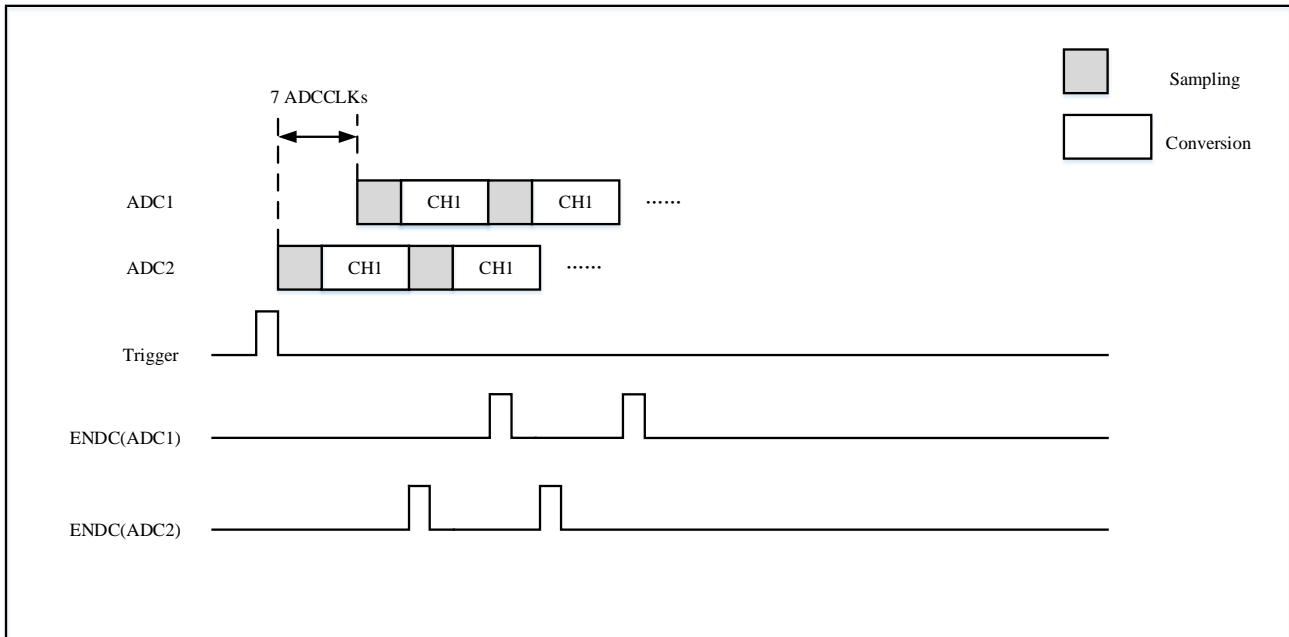 Sampling
7 ADCCLKs
Conversion
ADC1 CH1 CH1 ······
ADC2 CH1 CH1 ······
Trigger
ENDC(ADC1)
ENDC(ADC2)